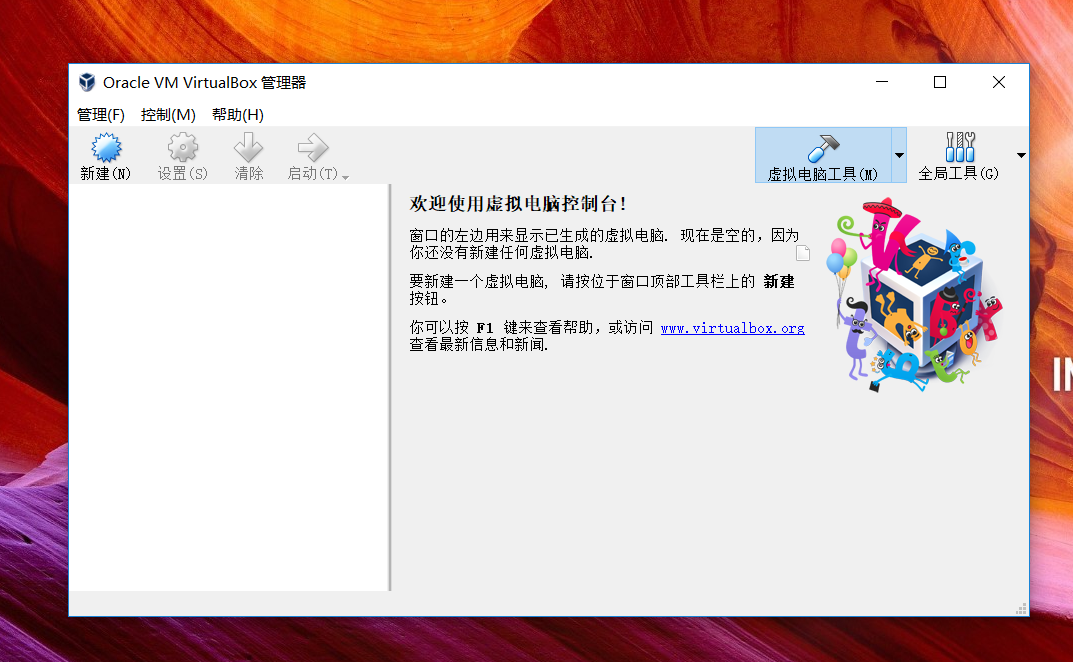 Oracle VM VirtualBox 管理器
管理(F) 控制(M) 帮助(H)
新建(N) 设置(S) 清除 启动(T) 虚拟电脑工具(M) 全局工具(G)
欢迎使用虚拟电脑控制台!
窗口的左边用来显示已生成的虚拟电脑. 现在是空的，因为
你还没有新建任何虚拟电脑.
要新建一个虚拟电脑, 请按位于窗口顶部工具栏上的 新建
按钮。
你可以按 F1 键来查看帮助，或访问 www.virtualbox.org
查看最新信息和新闻.